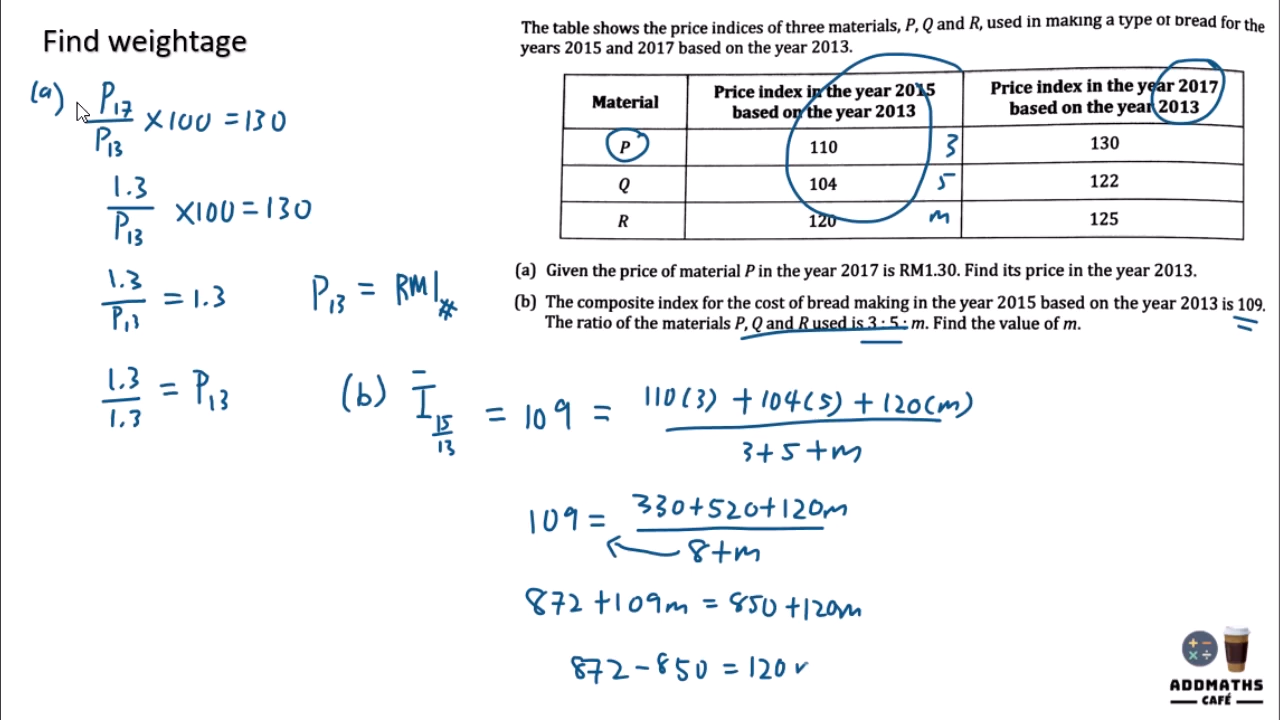 Find weightage
The table shows the price indices of three materials, P, Q and R, used in making a type of bread for the
years 2015 and 2017 based on the year 2013.
Material
Price index in the year 2015
based on the year 2013
Price index in the year 2017
based on the year 2013
P 110 3 130
Q 104 5 122
R 120 m 125
(a) Given the price of material P in the year 2017 is RM1.30. Find its price in the year 2013.
(b) The composite index for the cost of bread making in the year 2015 based on the year 2013 is 109.
The ratio of the materials P, Q and R used is 3 : 5 : m. Find the value of m.
(a) P17/P13 ×100 = 130
1.3/P13 ×100 = 130
1.3/P13 = 1.3
P13 = RM1 #
1.3/1.3 = P13
(b) Ī 15/13 = 109 = 110(3) + 104(5) + 120(m)
3+5+m
109 = 330+520+120m
8+m
872 + 109m = 850 + 120m
872 - 850 = 120
ADDMATHS
CAFÉ